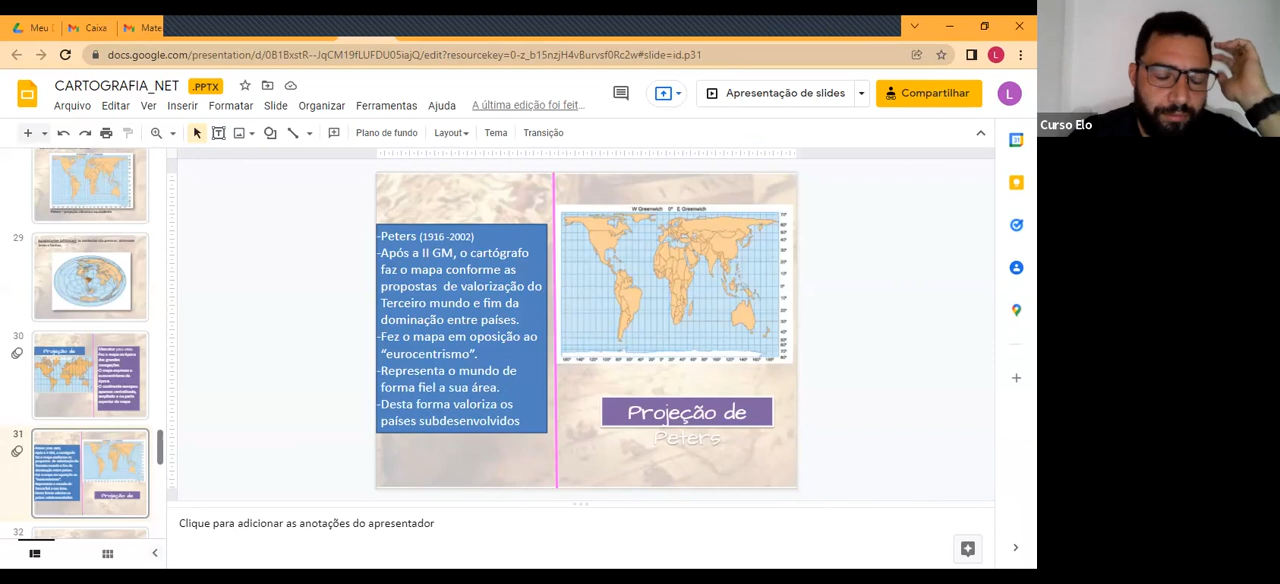 Meu
Caixa
Mate
docs.google.com/presentation/d/0B1BxstR--JqCM19fLUFDU05iajQ/edit?resourcekey=0-z_b15nzjH4vBurvsf0Rc2w#slide=id.p31
L
CARTOGRAFIA_NET .PPTX
Arquivo Editar Ver Inserir Formatar Slide Organizar Ferramentas Ajuda A última edição foi feit...
Apresentação de slides
Compartilhar
L
Plano de fundo Layout Tema Transição
Curso Elo
29
30
Projeção de
31
Projeção de
32
-Peters (1916 -2002)
-Após a II GM, o cartógrafo
faz o mapa conforme as
propostas de valorização do
Terceiro mundo e fim da
dominação entre países.
-Fez o mapa em oposição ao
“eurocentrismo”.
-Representa o mundo de
forma fiel a sua área.
-Desta forma valoriza os
países subdesenvolvidos
W Greenwich 0° E Greenwich
Projeção de
Peters
Clique para adicionar as anotações do apresentador